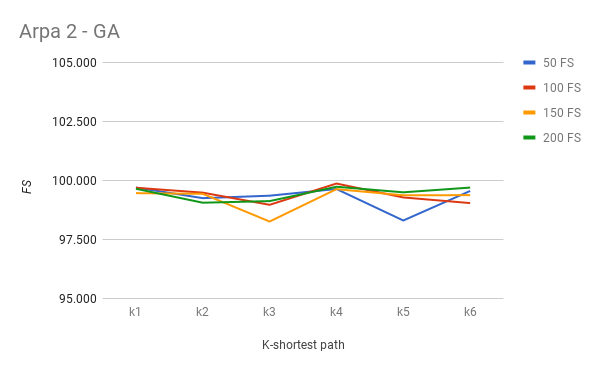 Arpa 2 - GA
105.000
102.500
100.000
97.500
95.000
FS
k1 k2 k3 k4 k5 k6
K-shortest path
50 FS
100 FS
150 FS
200 FS